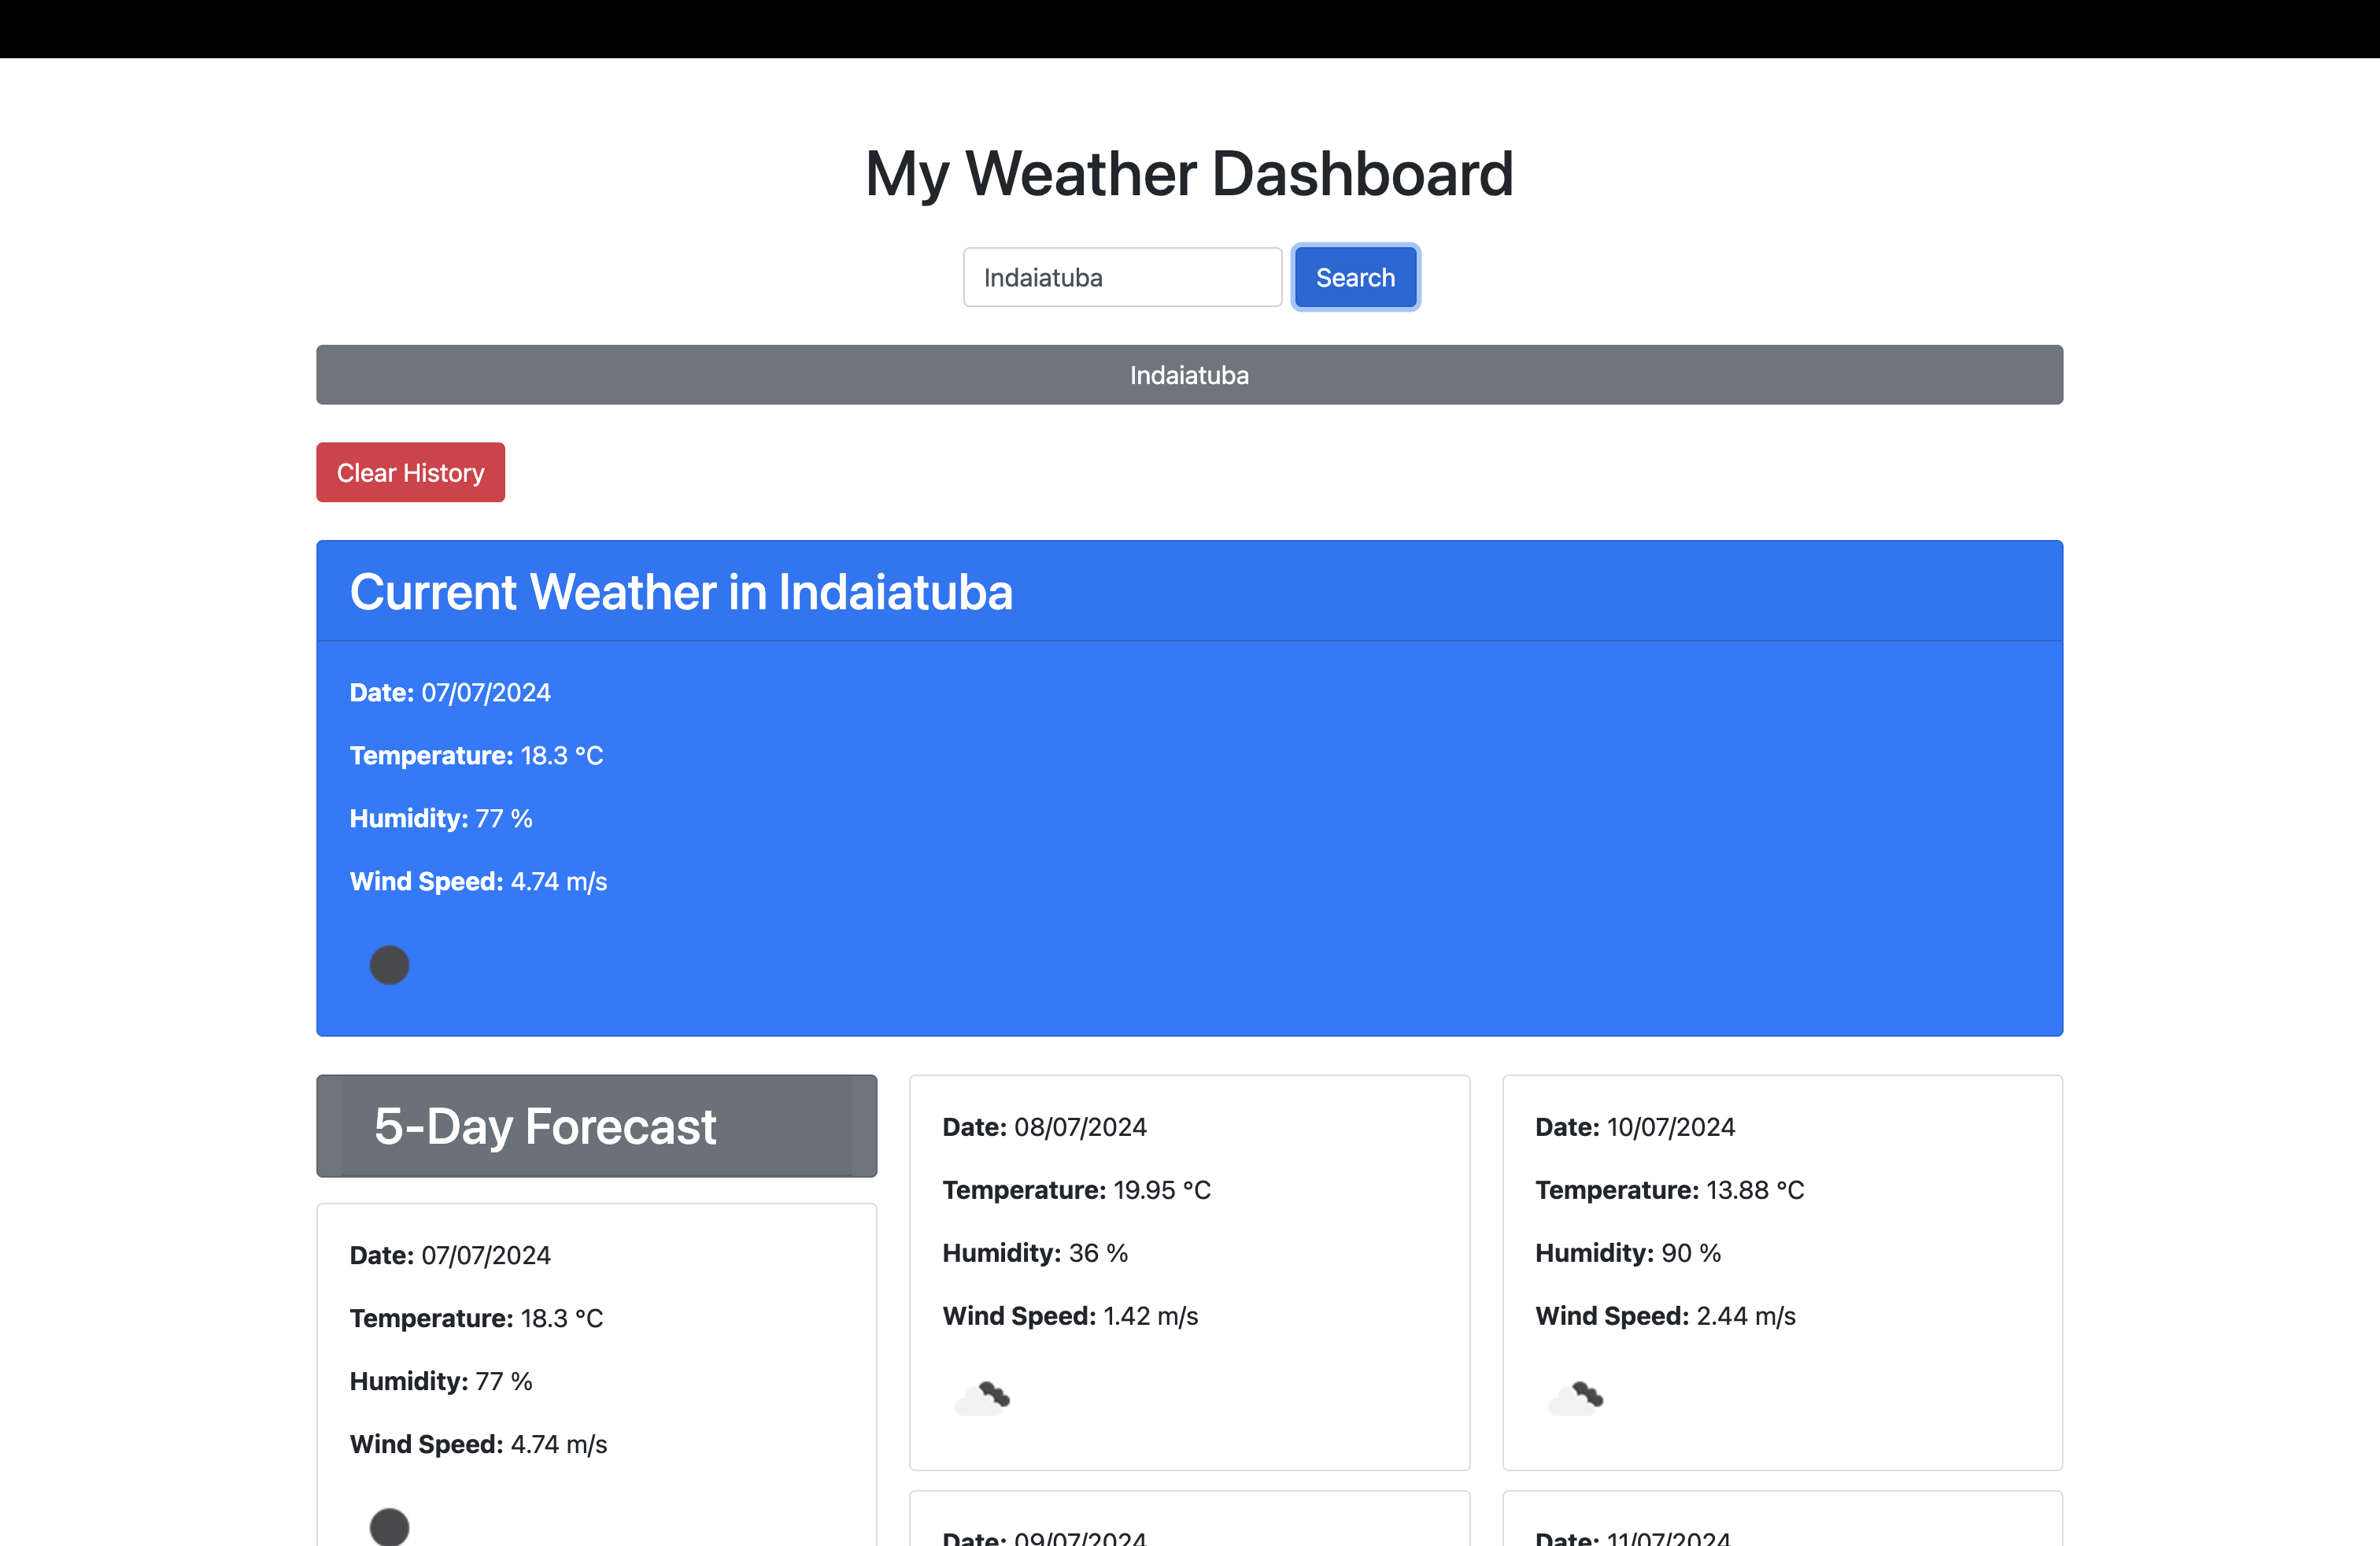 My Weather Dashboard
Indaiatuba
Search
Indaiatuba
Clear History
Current Weather in Indaiatuba
Date: 07/07/2024
Temperature: 18.3 °C
Humidity: 77 %
Wind Speed: 4.74 m/s
5-Day Forecast
Date: 07/07/2024
Temperature: 18.3 °C
Humidity: 77 %
Wind Speed: 4.74 m/s
Date: 08/07/2024
Temperature: 19.95 °C
Humidity: 36 %
Wind Speed: 1.42 m/s
Date: 09/07/2024
Date: 10/07/2024
Temperature: 13.88 °C
Humidity: 90 %
Wind Speed: 2.44 m/s
Date: 11/07/2024